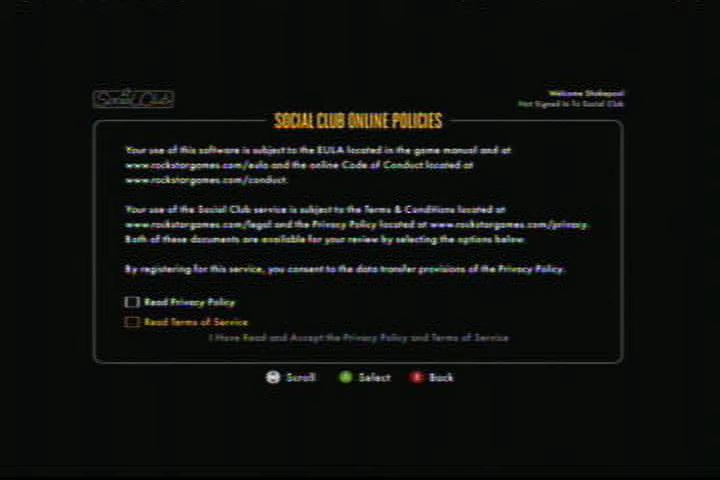 Social Club
Welcome Shakepool
Not Signed In To Social Club
SOCIAL CLUB ONLINE POLICIES
Your use of this software is subject to the EULA located in the game manual and at
www.rockstargames.com/eula and the online Code of Conduct located at
www.rockstargames.com/conduct.
Your use of the Social Club service is subject to the Terms & Conditions located at
www.rockstargames.com/legal and the Privacy Policy located at www.rockstargames.com/privacy.
Both of these documents are available for your review by selecting the options below.
By registering for this service, you consent to the data transfer provisions of the Privacy Policy.
Read Privacy Policy
Read Terms of Service
I Have Read and Accept the Privacy Policy and Terms of Service
Scroll Select Back